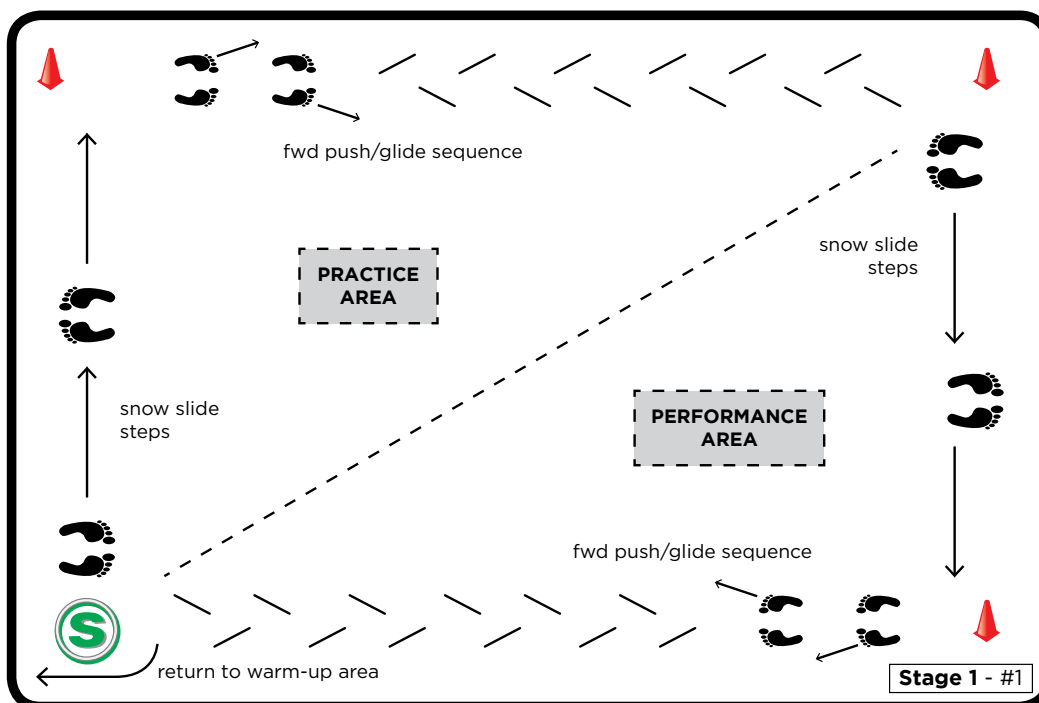 fwd push/glide sequence
snow slide
steps
PRACTICE
AREA
snow slide
steps
PERFORMANCE
AREA
fwd push/glide sequence
S
return to warm-up area
Stage 1 - #1